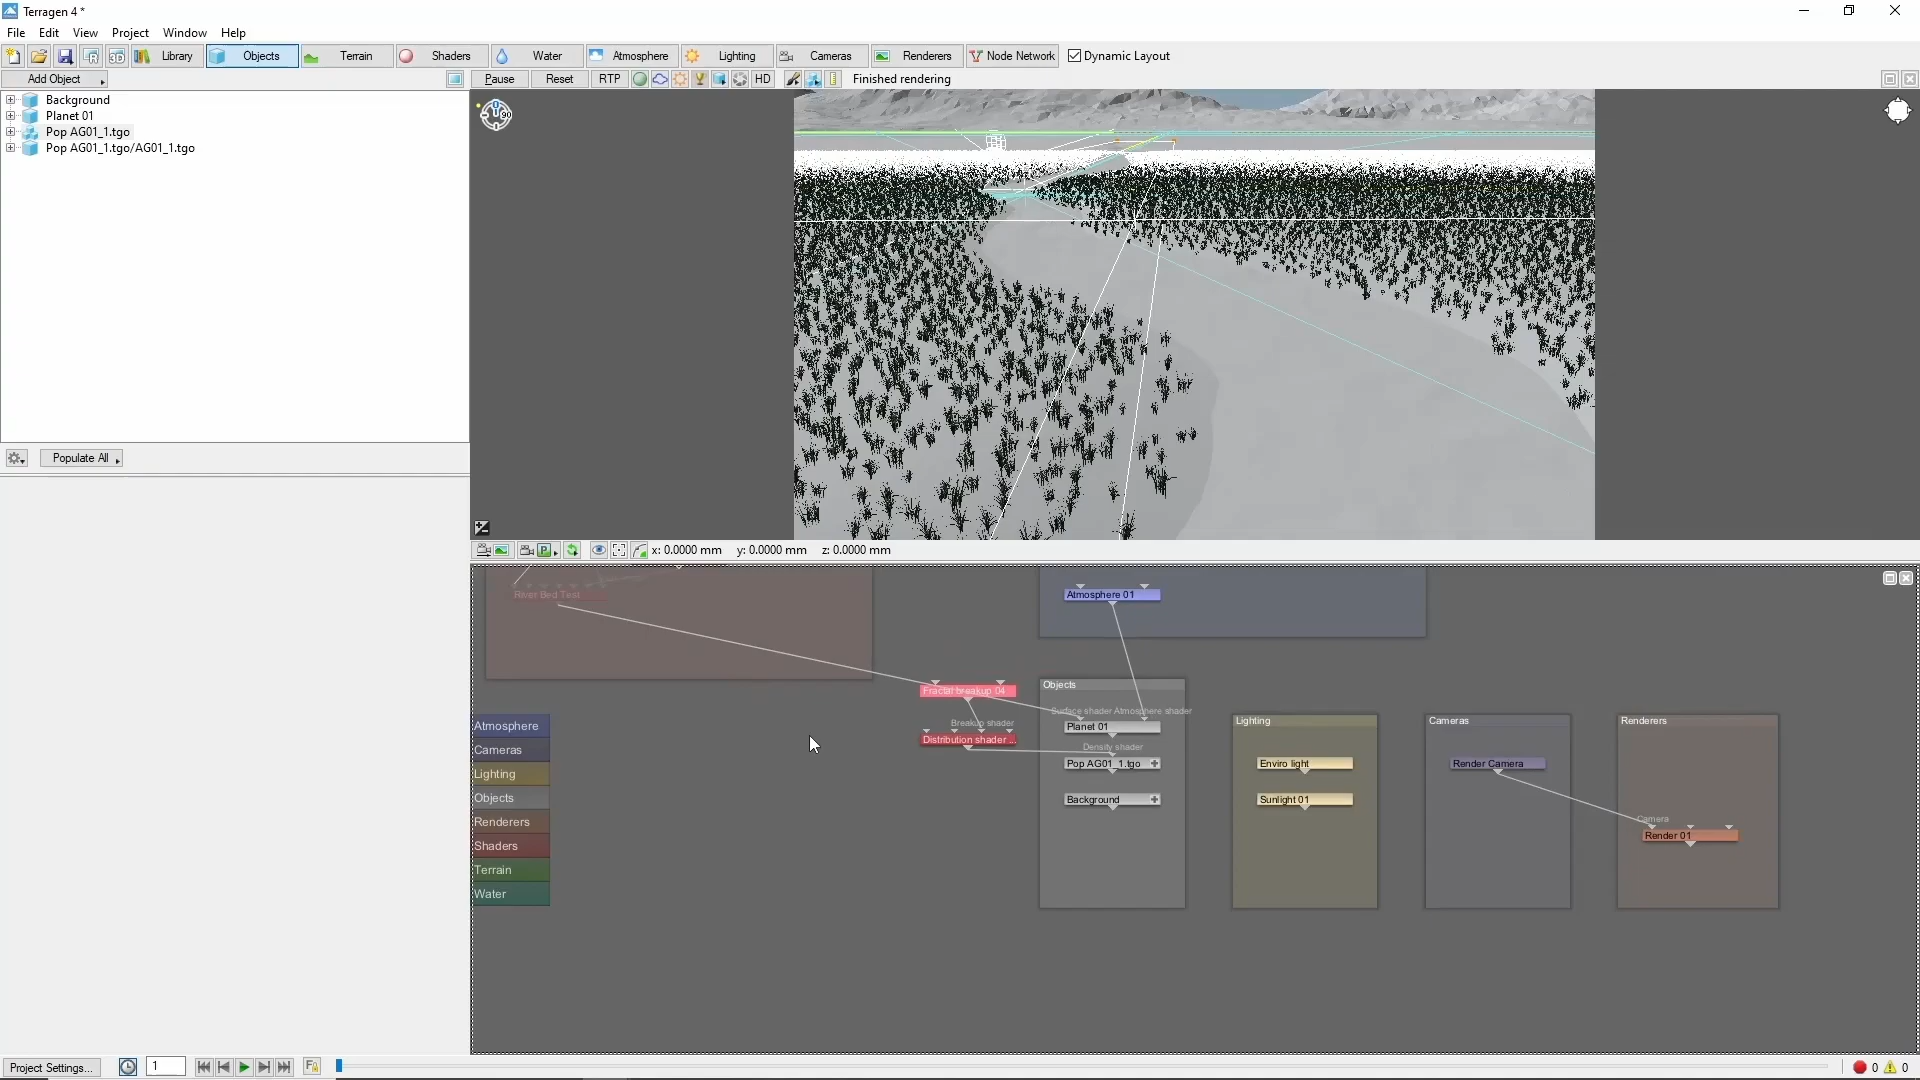 Terragen 4 *
File Edit View Project Window Help
Library Objects Terrain Shaders Water Atmosphere Lighting Cameras Renderers Node Network Dynamic Layout
Add Object Pause Reset RTP HD Finished rendering
Background
Planet 01
Pop AG01_1.tgo
Pop AG01_1.tgo/AG01_1.tgo
Populate All
x: 0.0000 mm y: 0.0000 mm z: 0.0000 mm
River Bed Test
Atmosphere 01
Fractal breakup 04
Objects
Surface shader Atmosphere shader
Breakup shader
Planet 01
Distribution shader ...
Density shader
Pop AG01_1.tgo
Background
Lighting
Enviro light
Sunlight 01
Cameras
Render Camera
Renderers
Camera
Render 01
Atmosphere
Cameras
Lighting
Objects
Renderers
Shaders
Terrain
Water
Project Settings... 1 0 0